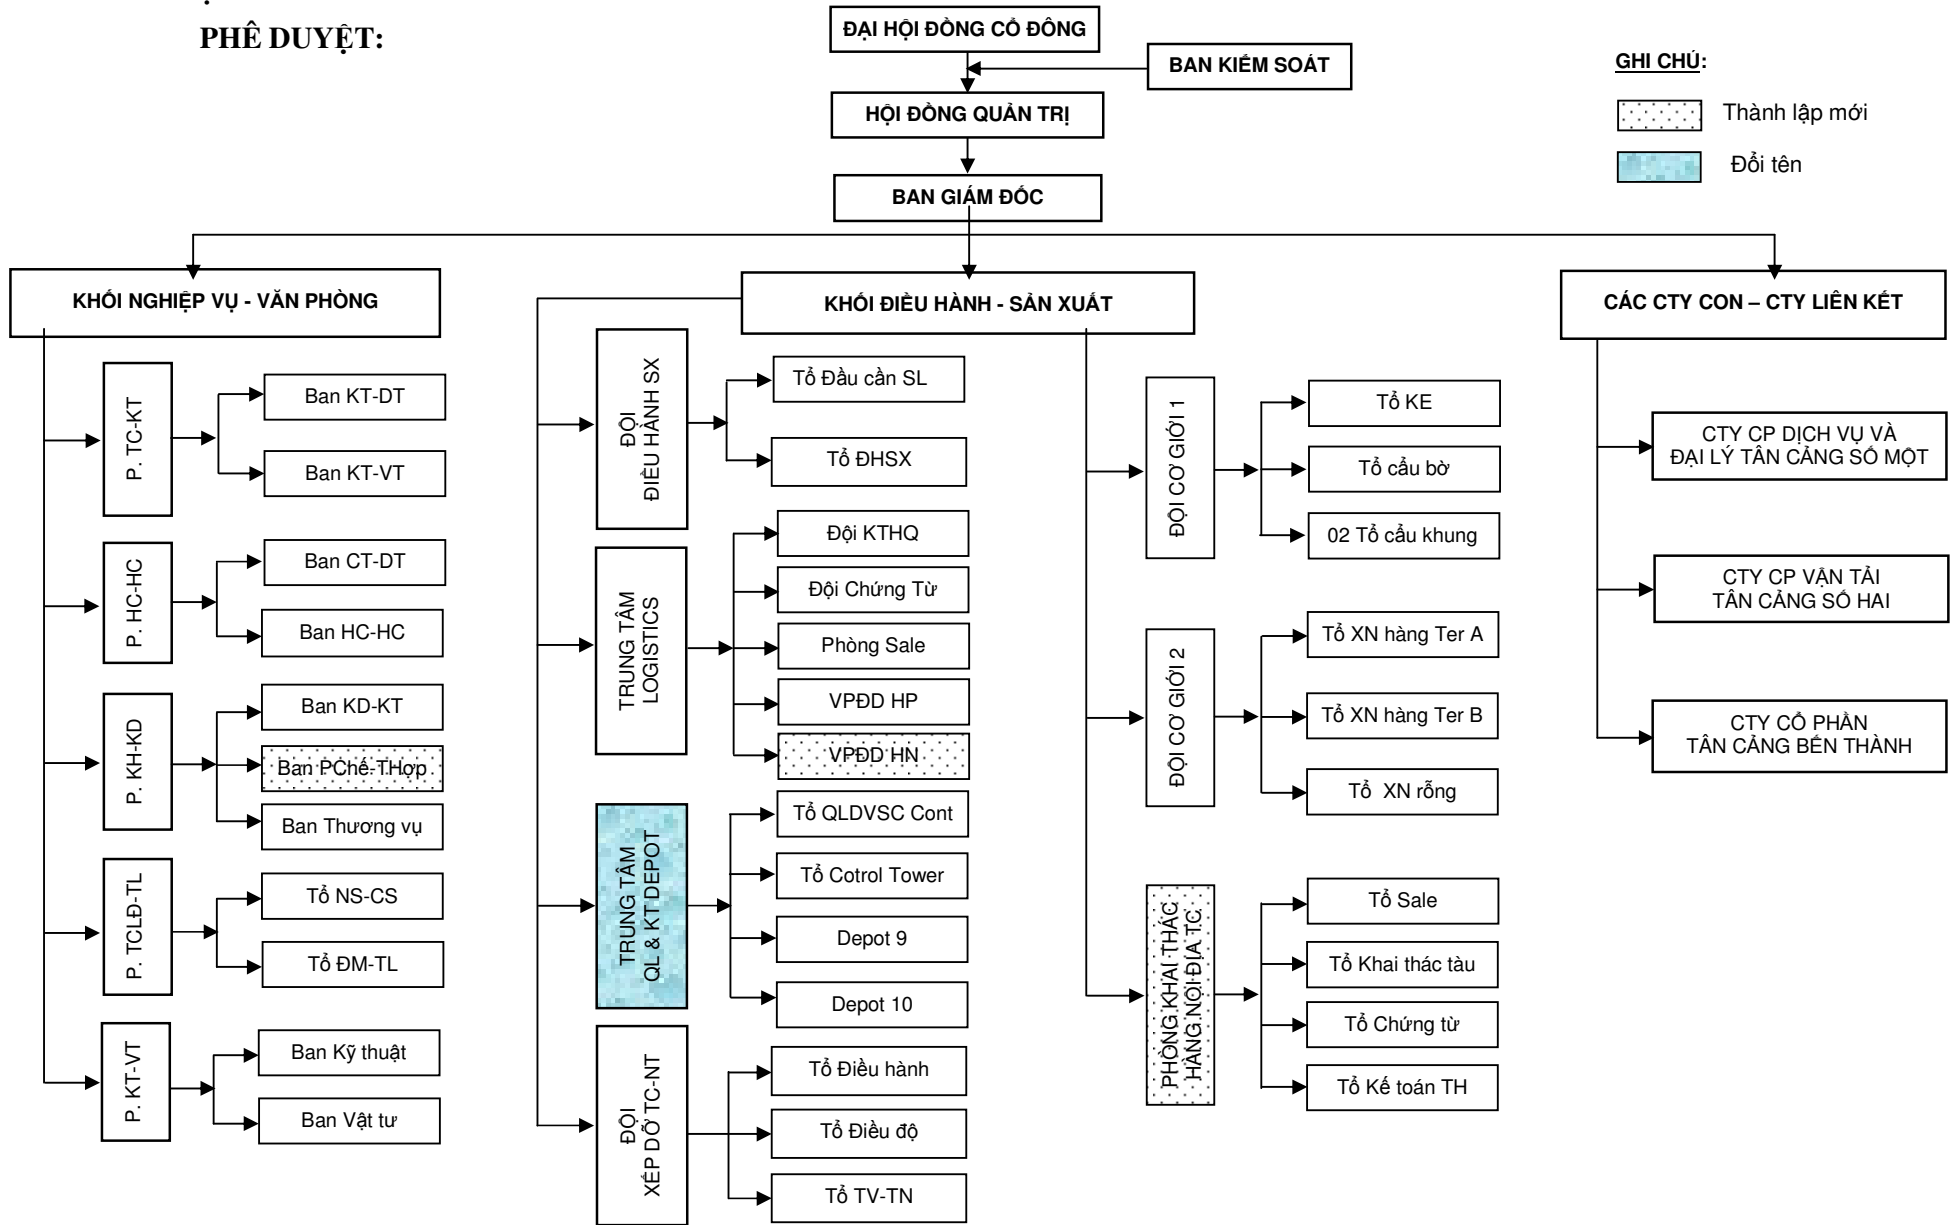 PHÊ DUYỆT:
ĐẠI HỘI ĐỒNG CỔ ĐÔNG
BAN KIỂM SOÁT
HỘI ĐỒNG QUẢN TRỊ
BAN GIÁM ĐỐC
GHI CHÚ:
Thành lập mới
Đổi tên
KHỐI NGHIỆP VỤ - VĂN PHÒNG
KHỐI ĐIỀU HÀNH - SẢN XUẤT
CÁC CTY CON – CTY LIÊN KẾT
P. TC-KT
Ban KT-DT
Ban KT-VT
P. HC-HC
Ban CT-DT
Ban HC-HC
P. KH-KD
Ban KD-KT
Ban PChế-THợp
Ban Thương vụ
P. TCLĐ-TL
Tổ NS-CS
Tổ ĐM-TL
P. KT-VT
Ban Kỹ thuật
Ban Vật tư
ĐỘI
ĐIỀU HÀNH SX
Tổ Đầu cần SL
Tổ ĐHSX
TRUNG TÂM
LOGISTICS
Đội KTHQ
Đội Chứng Từ
Phòng Sale
VPĐD HP
VPĐD HN
TRUNG TÂM
QL & KT DEPOT
Tổ QLDVSC Cont
Tổ Cotrol Tower
Depot 9
Depot 10
ĐỘI
XẾP DỠ TC-NT
Tổ Điều hành
Tổ Điều độ
Tổ TV-TN
ĐỘI CƠ GIỚI 1
Tổ KE
Tổ cẩu bờ
02 Tổ cẩu khung
ĐỘI CƠ GIỚI 2
Tổ XN hàng Ter A
Tổ XN hàng Ter B
Tổ XN rỗng
PHÒNG KHAI THÁC
HÀNG NỘI ĐỊA TC
Tổ Sale
Tổ Khai thác tàu
Tổ Chứng từ
Tổ Kế toán TH
CTY CP DỊCH VỤ VÀ
ĐẠI LÝ TÂN CẢNG SỐ MỘT
CTY CP VẬN TẢI
TÂN CẢNG SỐ HAI
CTY CỔ PHẦN
TÂN CẢNG BẾN THÀNH